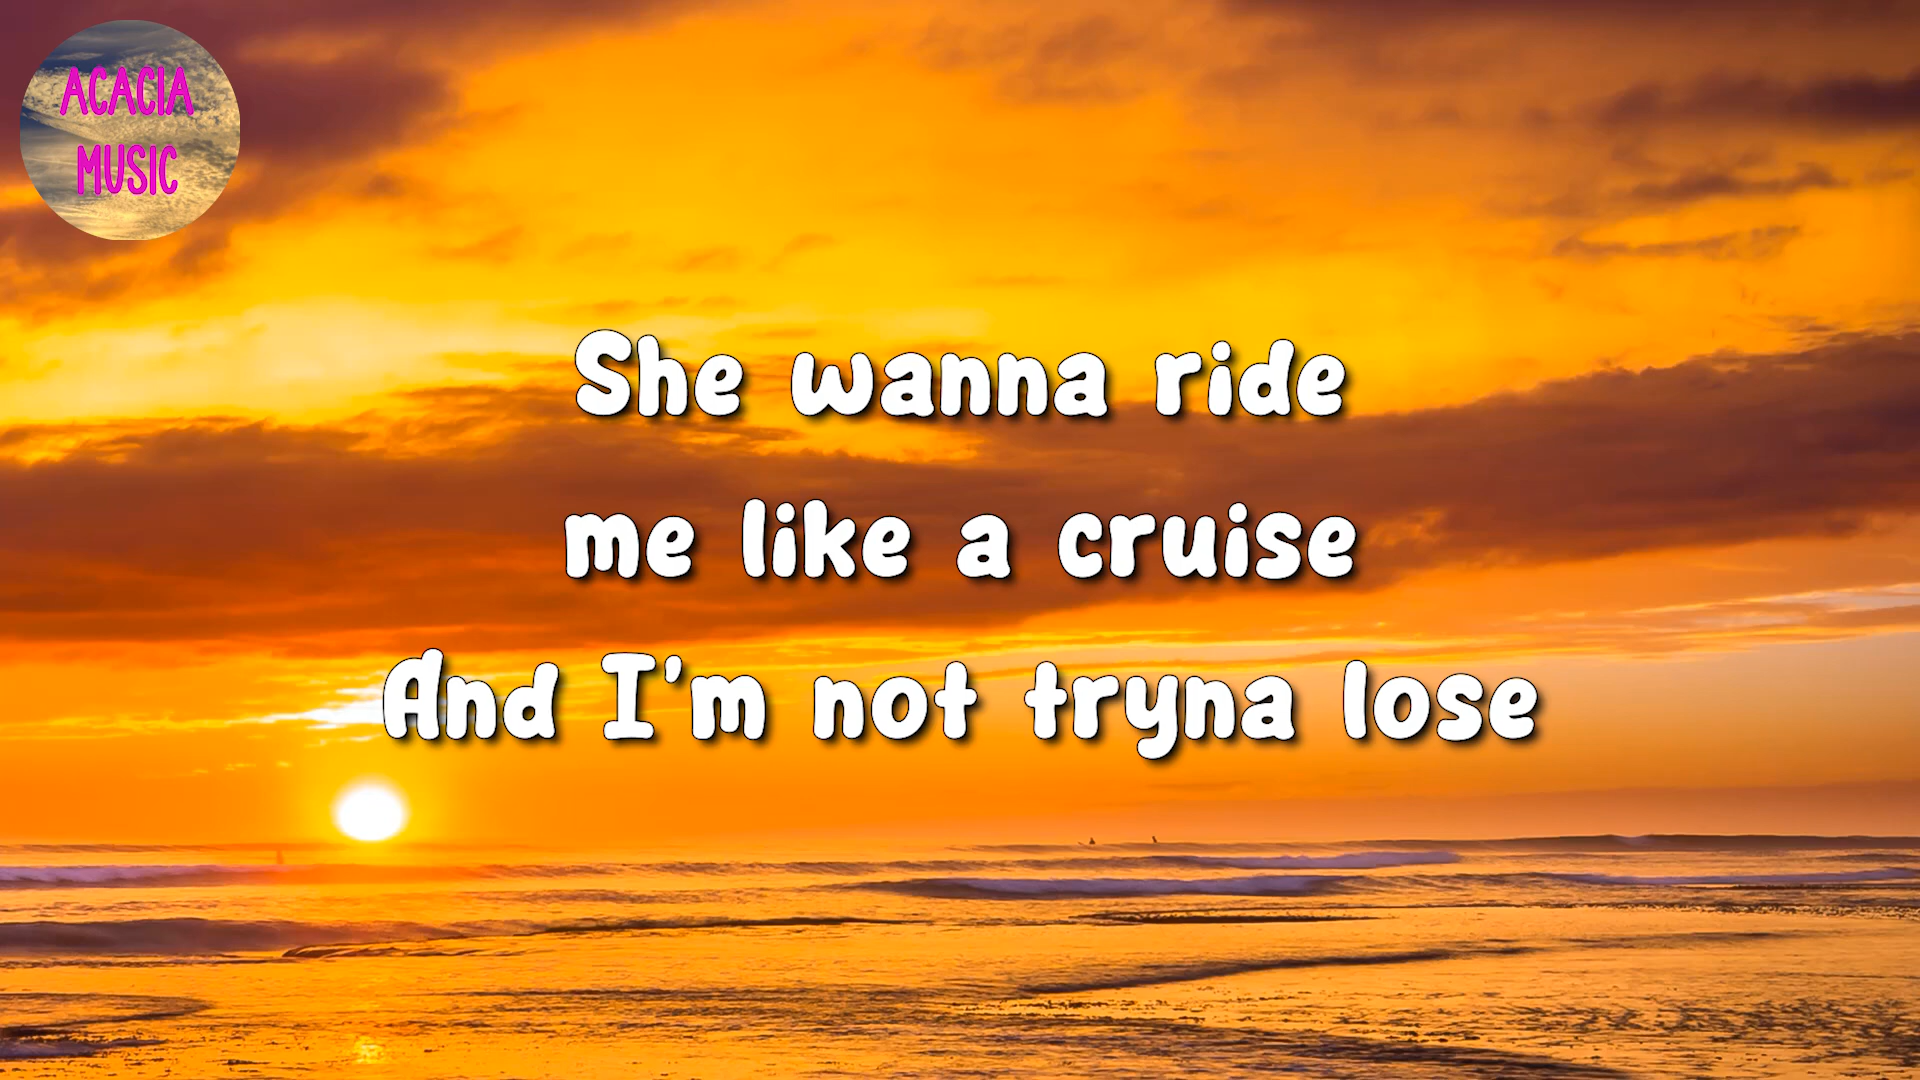 ACACIA
MUSIC
She wanna ride
me like a cruise
And I'm not tryna lose